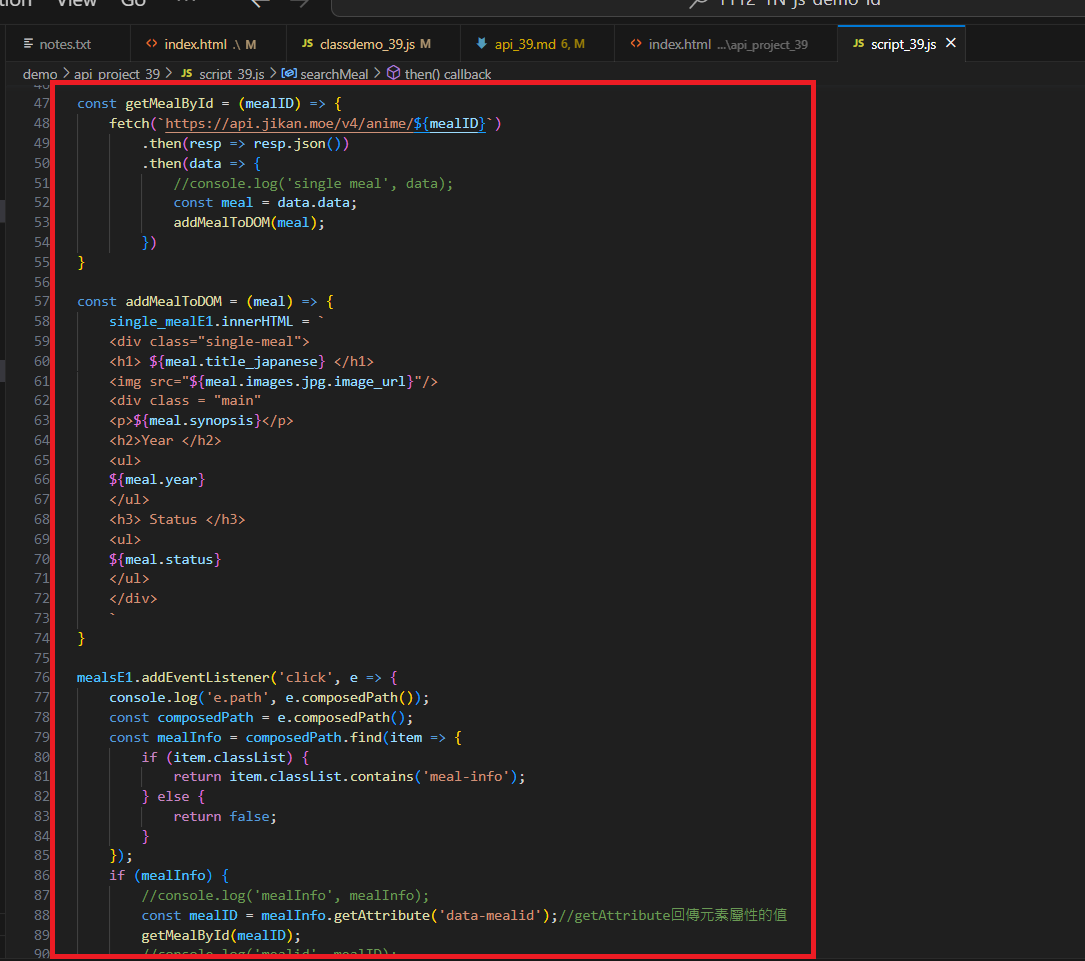 View Go ...
notes.txt index.html .\ M classdemo_39.js M api_39.md 6, M index.html ...\api_project_39 script_39.js
demo > api_project_39 > JS script_39.js > searchMeal > then() callback
47 const getMealById = (mealID) => {
48 fetch(`https://api.jikan.moe/v4/anime/${mealID}`)
49 .then(resp => resp.json())
50 .then(data => {
51 //console.log('single meal', data);
52 const meal = data.data;
53 addMealToDOM(meal);
54 })
55 }
56
57 const addMealToDOM = (meal) => {
58 single_mealE1.innerHTML = `
59 <div class="single-meal">
60 <h1> ${meal.title_japanese} </h1>
61 <img src="${meal.images.jpg.image_url}"/>
62 <div class = "main"
63 <p>${meal.synopsis}</p>
64 <h2>Year </h2>
65 <ul>
66 ${meal.year}
67 </ul>
68 <h3> Status </h3>
69 <ul>
70 ${meal.status}
71 </ul>
72 </div>
73 `
74 }
75
76 mealsE1.addEventListener('click', e => {
77 console.log('e.path', e.composedPath());
78 const composedPath = e.composedPath();
79 const mealInfo = composedPath.find(item => {
80 if (item.classList) {
81 return item.classList.contains('meal-info');
82 } else {
83 return false;
84 }
85 });
86 if (mealInfo) {
87 //console.log('mealInfo', mealInfo);
88 const mealID = mealInfo.getAttribute('data-mealid');//getAttribute回傳元素屬性的值
89 getMealById(mealID);
90 //console.log('mealid', mealID);